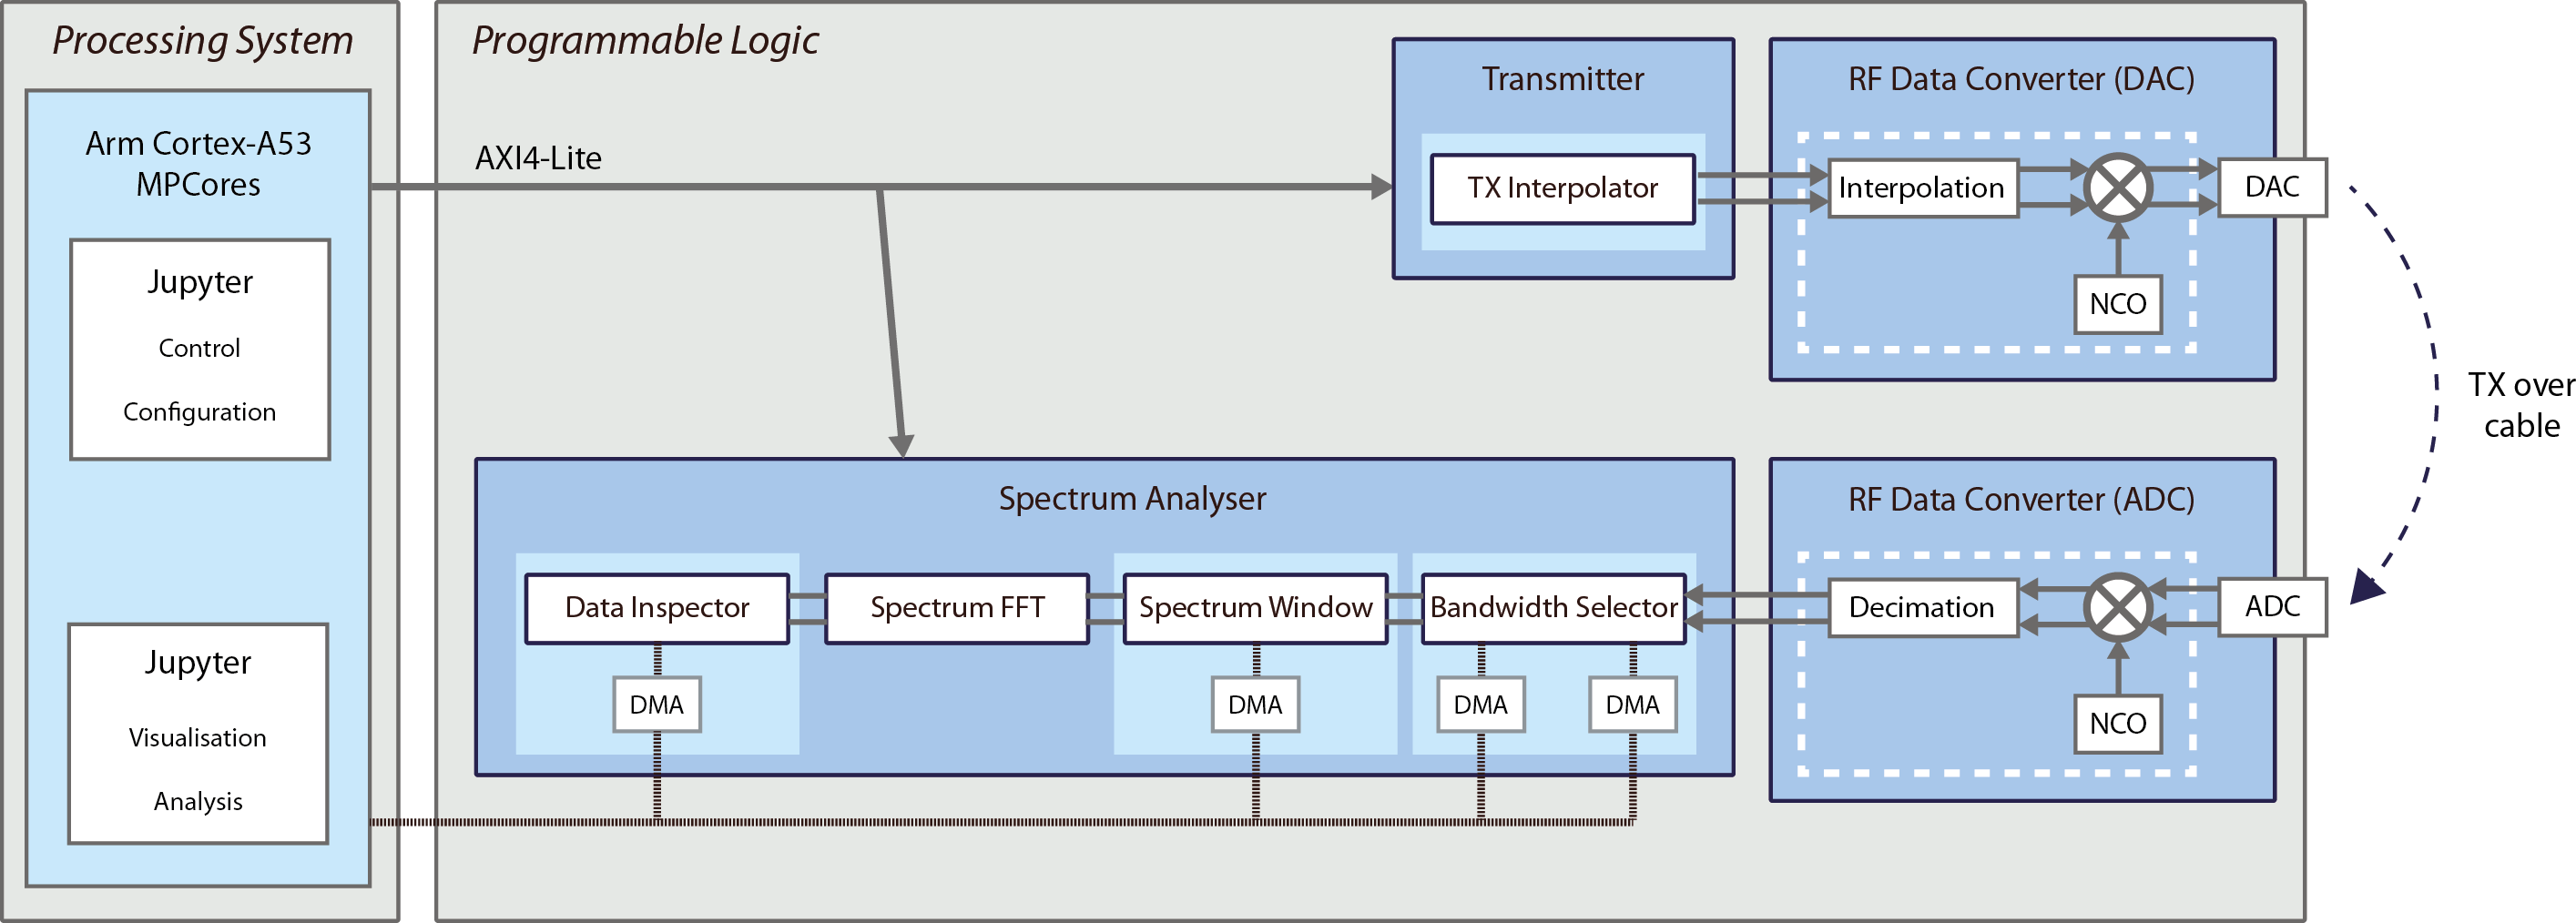 Processing System
Arm Cortex-A53
MPCores
Jupyter
Control
Configuration
Jupyter
Visualisation
Analysis
Programmable Logic
AXI4-Lite
Transmitter
TX Interpolator
RF Data Converter (DAC)
Interpolation
NCO
DAC
TX over
cable
Spectrum Analyser
Data Inspector
Spectrum FFT
Spectrum Window
Bandwidth Selector
DMA
DMA
DMA
DMA
RF Data Converter (ADC)
Decimation
NCO
ADC